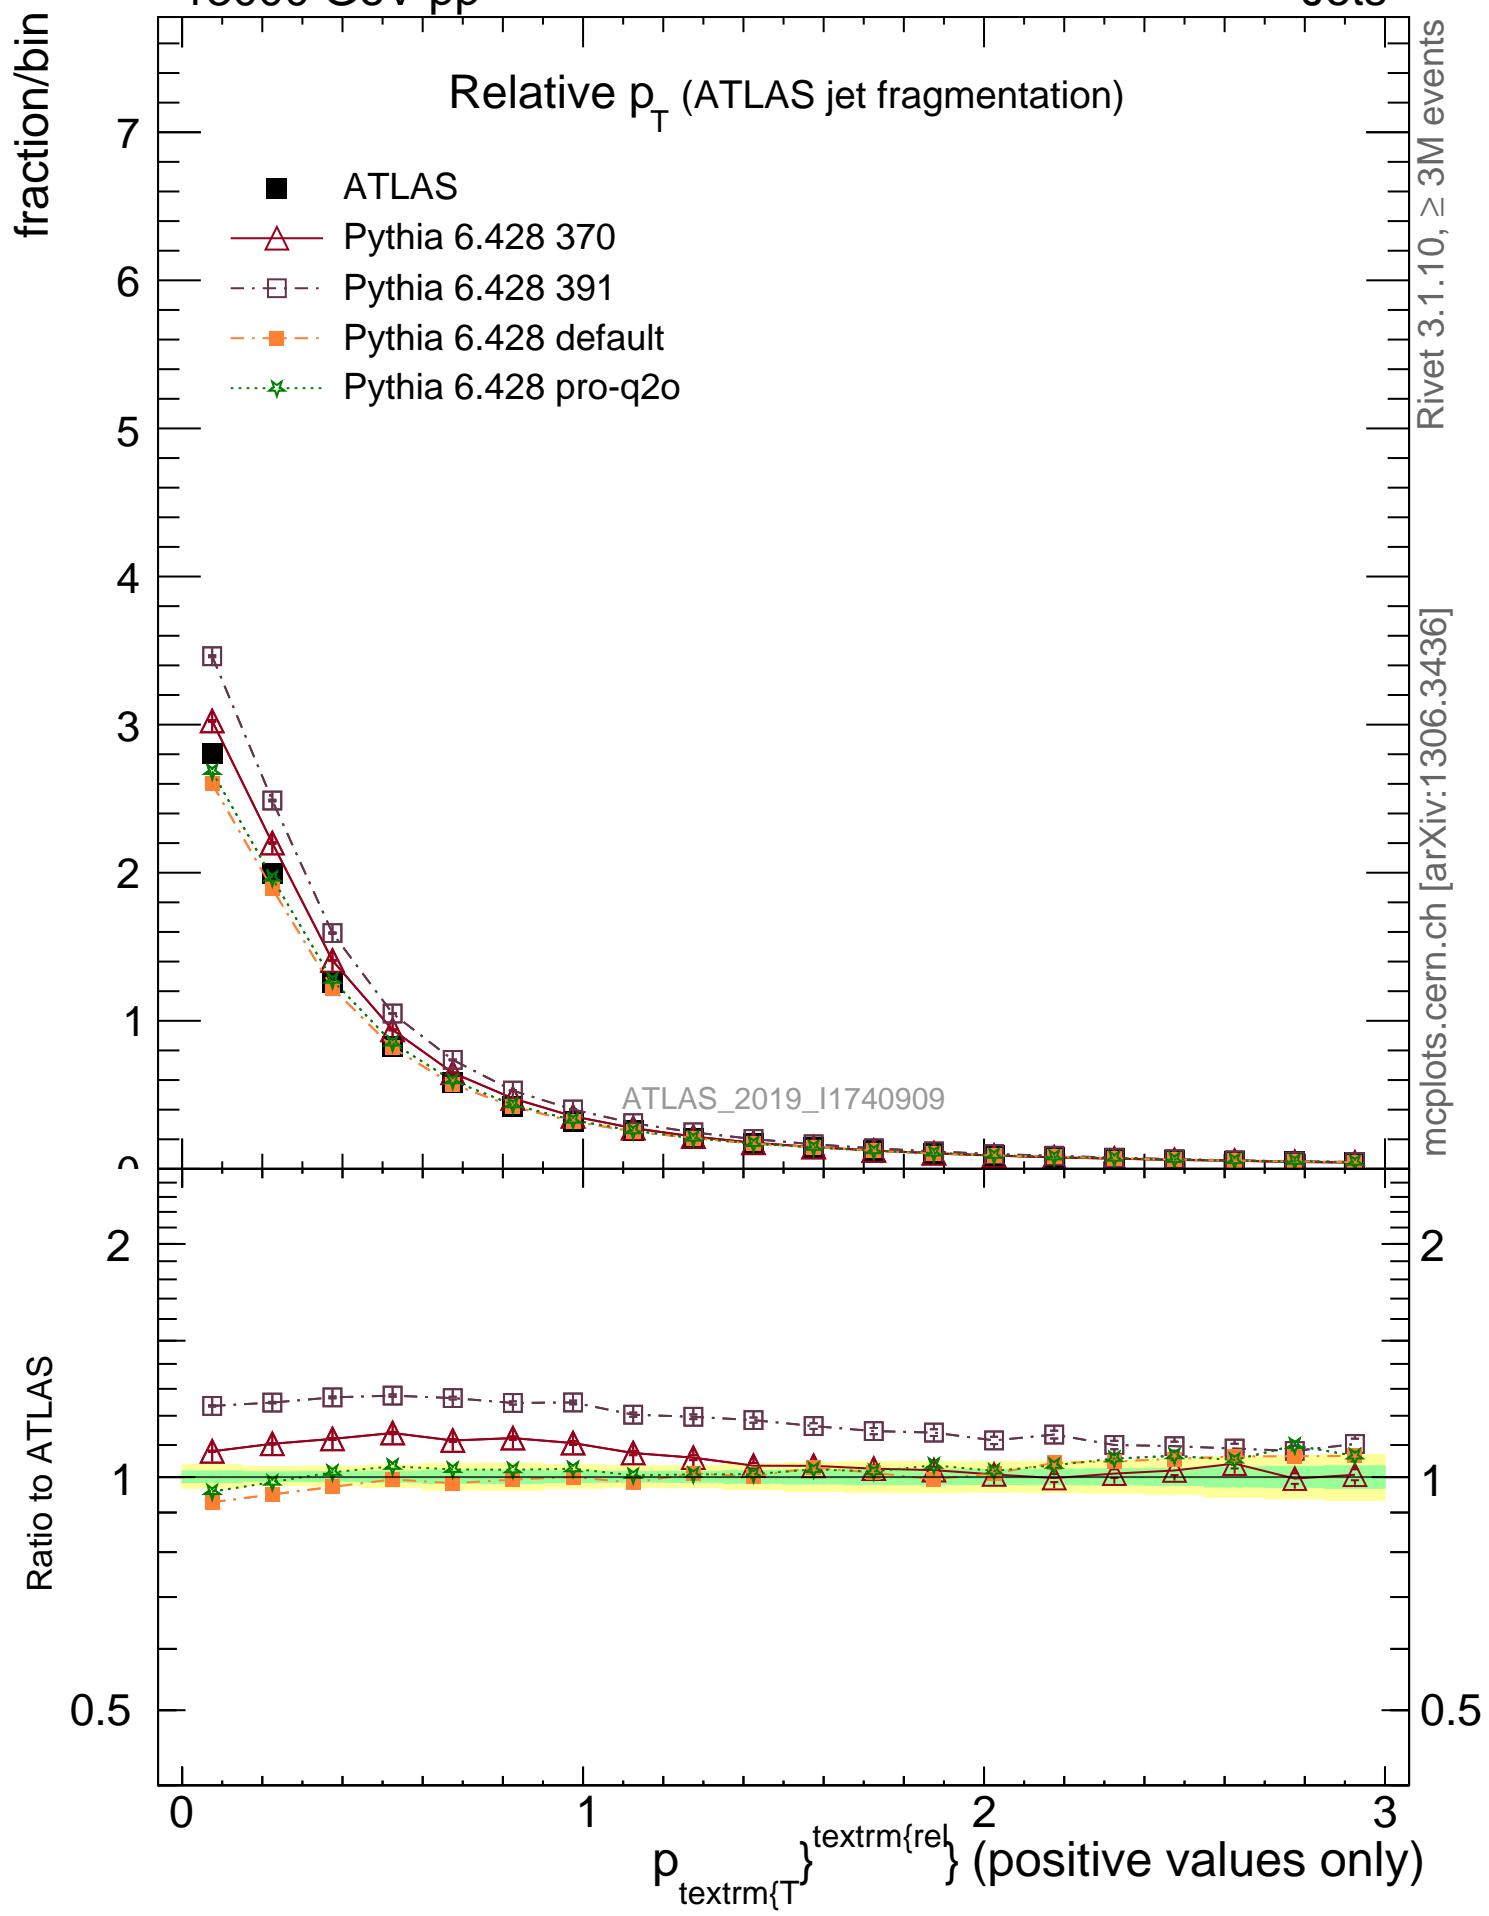 fraction/bin
Relative p_T (ATLAS jet fragmentation)
ATLAS
Pythia 6.428 370
Pythia 6.428 391
Pythia 6.428 default
Pythia 6.428 pro-q2o
7
6
5
4
3
2
1
0
ATLAS_2019_I1740909
Rivet 3.1.10, ≥ 3M events
mcplots.cern.ch [arXiv:1306.3436]
Ratio to ATLAS
2
1
0.5
2
1
0.5
0 1 2 3
p_textrm{T}^textrm{rel} (positive values only)